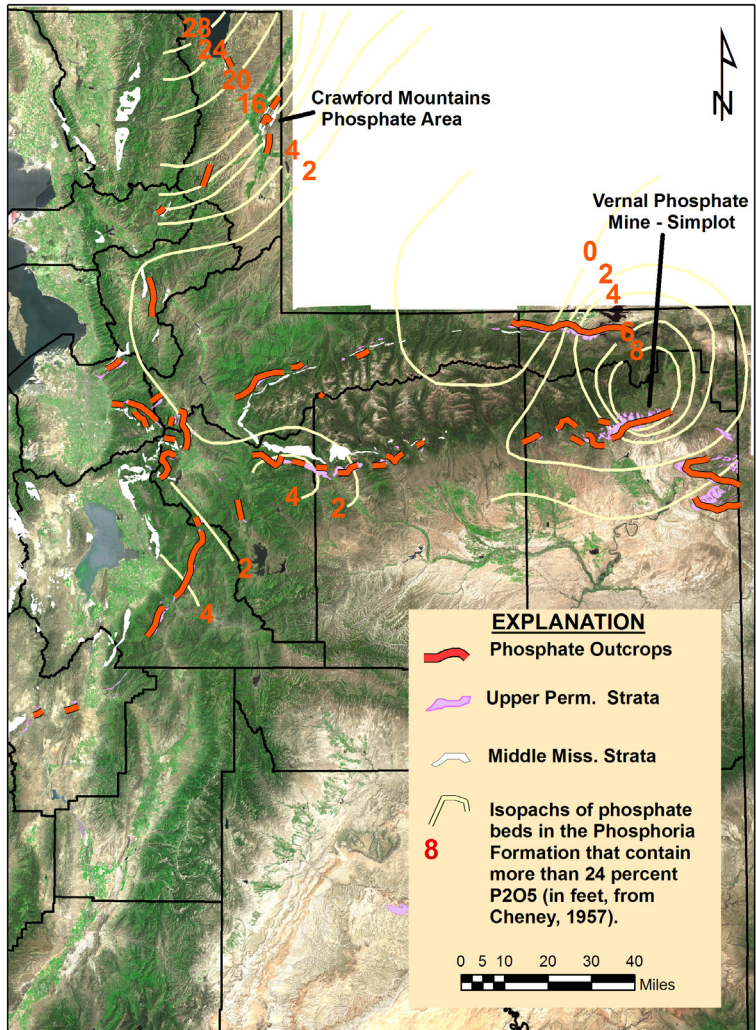 28
24
20
16
Crawford Mountains
Phosphate Area
4
2
N
Vernal Phosphate
Mine - Simplot
0
2
4
6
8
4
2
2
4
EXPLANATION
Phosphate Outcrops
Upper Perm. Strata
Middle Miss. Strata
Isopachs of phosphate
beds in the Phosphoria
8 Formation that contain
more than 24 percent
P2O5 (in feet, from
Cheney, 1957).
0 5 10 20 30 40
Miles